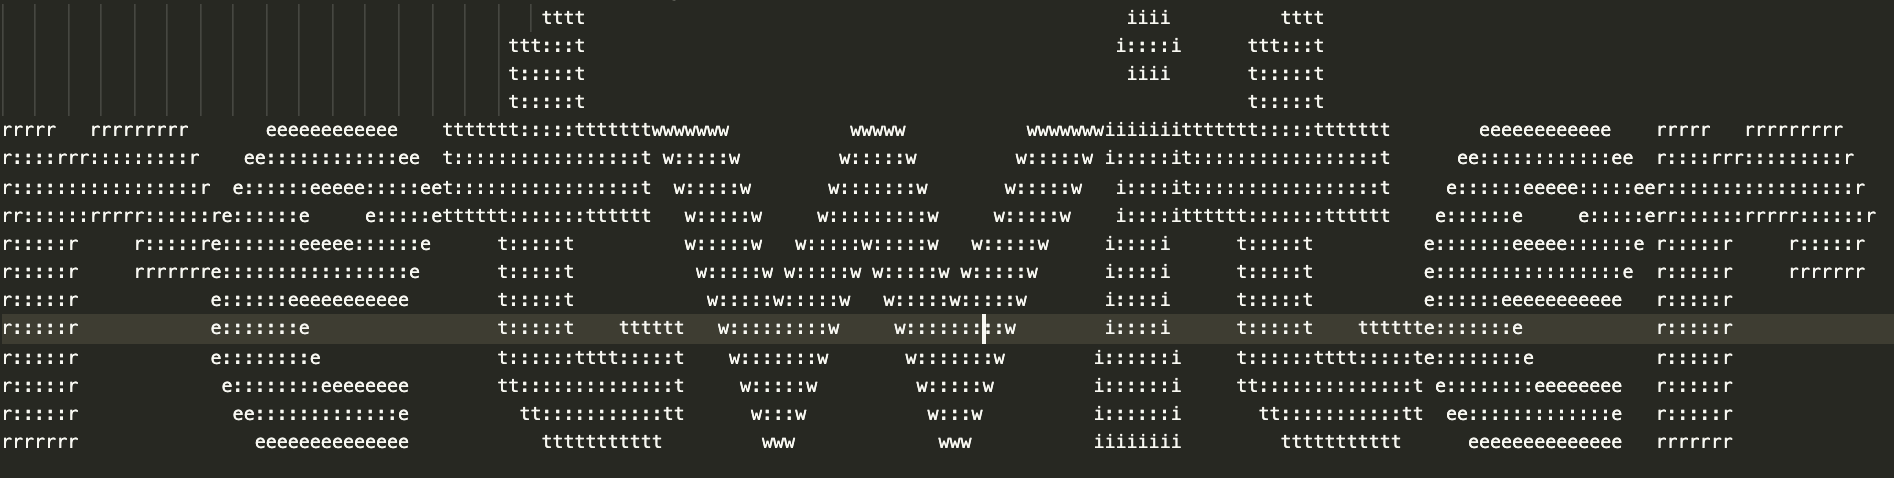 tttt                                                 iiii          tttt
                                              ttt:::t                                                i::::i      ttt:::t
                                              t:::::t                                                 iiii       t:::::t
                                              t:::::t                                                            t:::::t
rrrrr   rrrrrrrrr       eeeeeeeeeeee    ttttttt:::::tttttttwwwwwww           wwwww           wwwwwwwiiiiiiittttttt:::::ttttttt        eeeeeeeeeeee    rrrrr   rrrrrrrrr
r::::rrr:::::::::r    ee::::::::::::ee  t:::::::::::::::::t w:::::w         w:::::w         w:::::w i:::::it:::::::::::::::::t      ee::::::::::::ee  r::::rrr:::::::::r
r:::::::::::::::::r  e::::::eeeee:::::eet:::::::::::::::::t  w:::::w       w:::::::w       w:::::w   i::::it:::::::::::::::::t     e::::::eeeee:::::eer:::::::::::::::::r
rr::::::rrrrr::::::re::::::e     e:::::etttttt:::::::tttttt   w:::::w     w:::::::::w     w:::::w    i::::itttttt:::::::tttttt    e::::::e     e:::::err::::::rrrrr::::::r
r:::::r     r:::::re:::::::eeeee::::::e      t:::::t          w:::::w   w:::::w:::::w   w:::::w     i::::i      t:::::t          e:::::::eeeee::::::e r:::::r     r:::::r
r:::::r     rrrrrrre:::::::::::::::::e       t:::::t           w:::::w w:::::w w:::::w w:::::w      i::::i      t:::::t          e:::::::::::::::::e  r:::::r     rrrrrrr
r:::::r            e::::::eeeeeeeeeee        t:::::t            w:::::w:::::w   w:::::w:::::w       i::::i      t:::::t          e::::::eeeeeeeeeee   r:::::r
r:::::r            e:::::::e                 t:::::t    tttttt   w:::::::::w     w:::::::::w        i::::i      t:::::t    tttttte:::::::e            r:::::r
r:::::r            e::::::::e                t::::::tttt:::::t    w:::::::w       w:::::::w        i::::::i     t::::::tttt:::::te::::::::e           r:::::r
r:::::r             e::::::::eeeeeeee        tt::::::::::::::t     w:::::w         w:::::w         i::::::i     tt::::::::::::::t e::::::::eeeeeeee   r:::::r
r:::::r              ee:::::::::::::e          tt:::::::::::tt      w:::w           w:::w          i::::::i       tt:::::::::::tt  ee:::::::::::::e   r:::::r
rrrrrrr                eeeeeeeeeeeeee            ttttttttttt         www             www           iiiiiiii         ttttttttttt      eeeeeeeeeeeeee   rrrrrrr